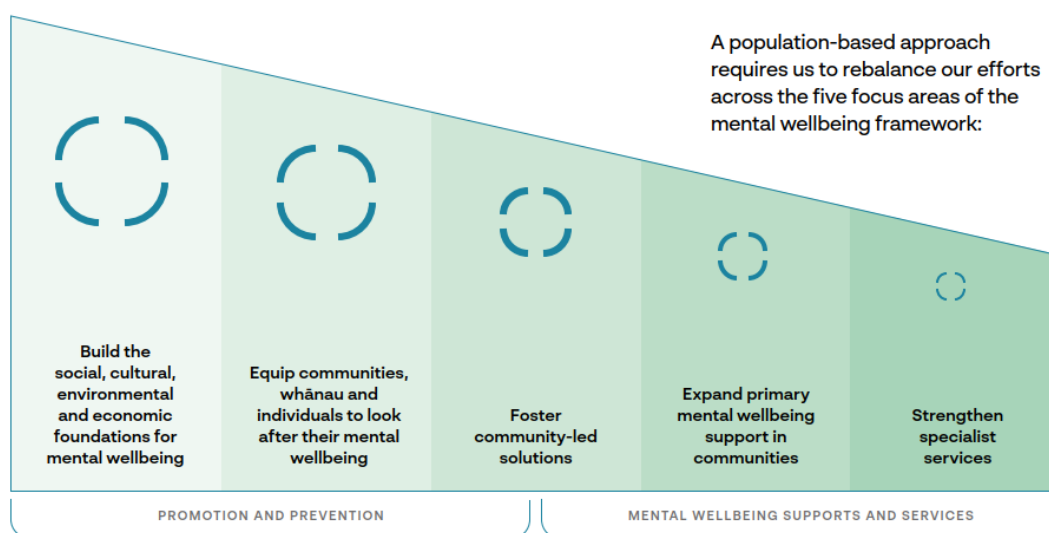 A population-based approach
requires us to rebalance our efforts
across the five focus areas of the
mental wellbeing framework:
Build the
social, cultural,
environmental
and economic
foundations for
mental wellbeing
Equip communities,
whānau and
individuals to look
after their mental
wellbeing
Foster
community-led
solutions
Expand primary
mental wellbeing
support in
communities
Strengthen
specialist
services
PROMOTION AND PREVENTION
MENTAL WELLBEING SUPPORTS AND SERVICES